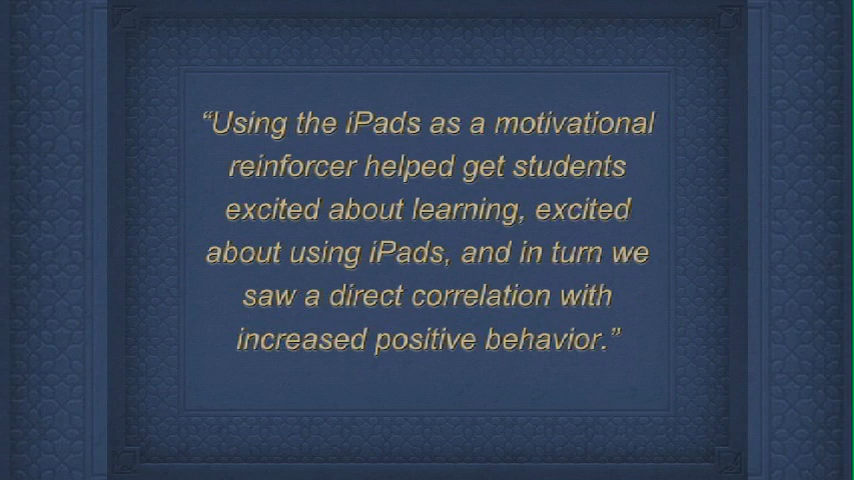 “Using the iPads as a motivational
reinforcer helped get students
excited about learning, excited
about using iPads, and in turn we
saw a direct correlation with
increased positive behavior.”